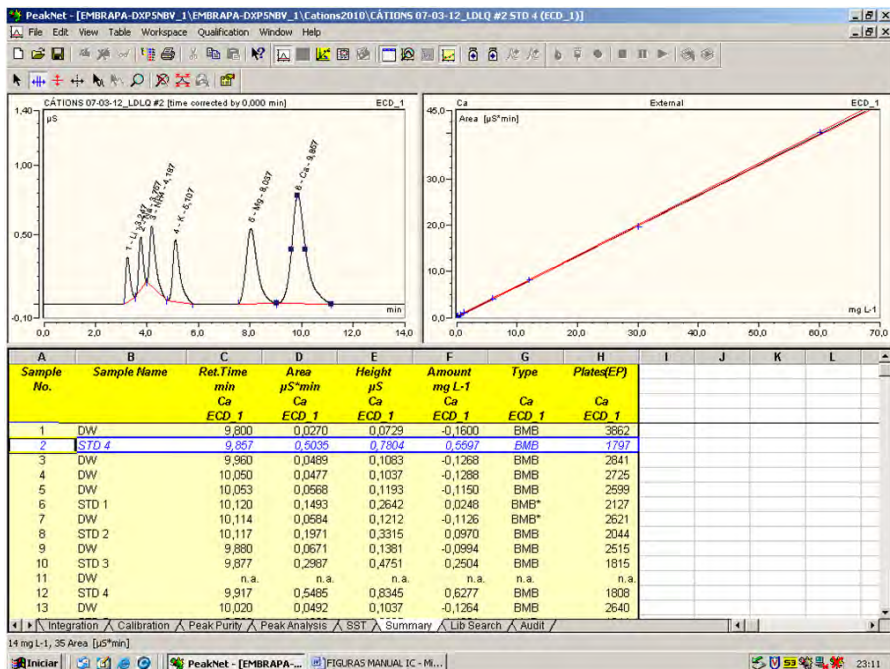 PeakNet - [EMBRAPA-DXP5NBV_1\EMBRAPA-DXP5NBV_1\Cations2010\CÁTIONS 07-03-12_LDLQ #2 STD 4 (ECD_1)]
File Edit View Table Workspace Qualification Window Help
CÁTIONS 07-03-12_LDLQ #2 [time corrected by 0,000 min] ECD_1
1,40
µS
1,00
0,50
-0,10
1 - Li - 3,247
3 - NH4 - 4,187
4 - K - 5,107
5 - Mg - 8,037
6 - Ca - 9,857
min
0,0 2,0 4,0 6,0 8,0 10,0 12,0 14,0
Ca External ECD_1
45,0
Area [µS*min]
30,0
20,0
10,0
0,0
mg L-1
0,0 10,0 20,0 30,0 40,0 50,0 60,0 70,0
A B C D E F G H I J K L
Sample Sample Name Ret.Time Area Height Amount Type Plates(EP)
No. min µS*min µS mg L-1
Ca Ca Ca Ca Ca Ca
ECD_1 ECD_1 ECD_1 ECD_1 ECD_1 ECD_1
1 DW 9,800 0,0270 0,0729 -0,1600 BMB 3862
2 STD 4 9,857 0,5035 0,7804 0,5597 BMB 1797
3 DW 9,960 0,0489 0,1083 -0,1268 BMB 2841
4 DW 10,050 0,0477 0,1037 -0,1288 BMB 2725
5 DW 10,053 0,0568 0,1193 -0,1150 BMB 2599
6 STD 1 10,120 0,1493 0,2642 0,0248 BMB* 2127
7 DW 10,114 0,0584 0,1212 -0,1126 BMB* 2621
8 STD 2 10,117 0,1971 0,3315 0,0970 BMB 2044
9 DW 9,880 0,0671 0,1381 -0,0994 BMB 2515
10 STD 3 9,877 0,2987 0,4751 0,2504 BMB 1815
11 DW n.a. n.a. n.a. n.a. n.a. n.a.
12 STD 4 9,917 0,5485 0,8345 0,6277 BMB 1808
13 DW 10,020 0,0492 0,1037 -0,1264 BMB 2640
Integration Calibration Peak Purity Peak Analysis SST Summary Lib Search Audit
14 mg L-1, 35 Area [µS*min]
Iniciar PeakNet - [EMBRAPA-... FIGURAS MANUAL IC - Mi... 53 23:11